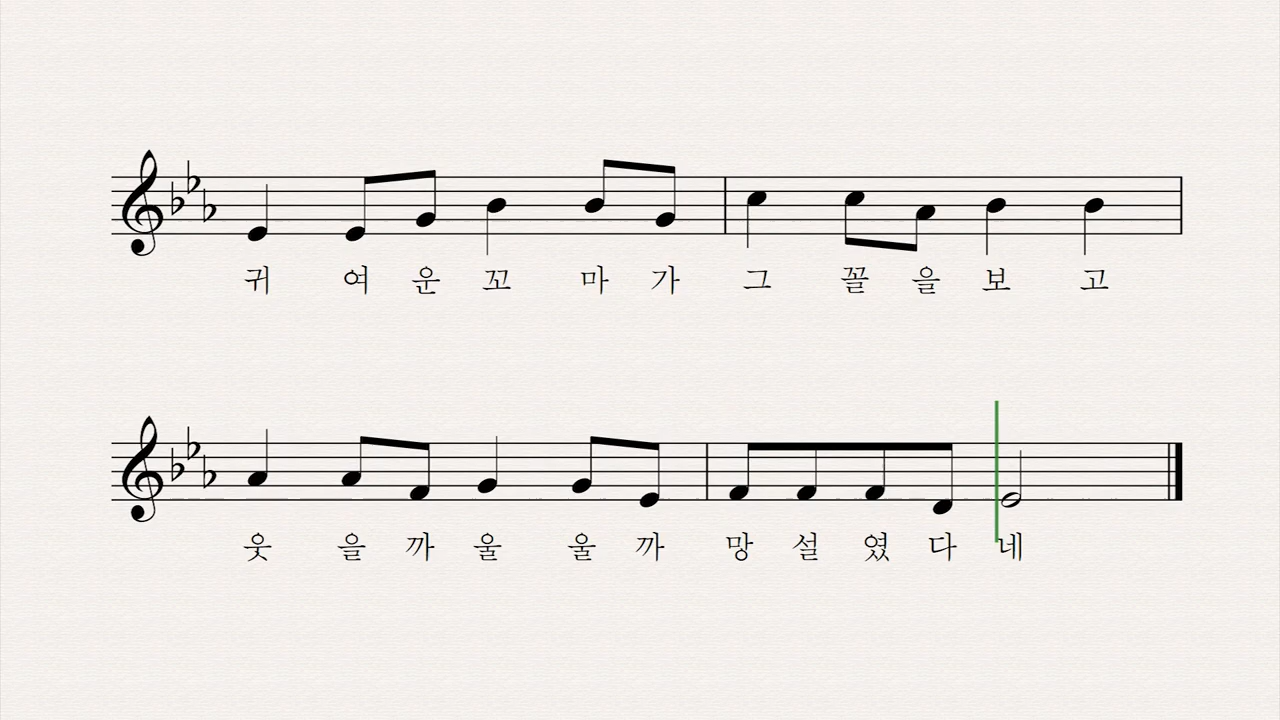 귀 여 운 꼬 마 가 그 꼴 을 보 고
웃 을 까 울 울 까 망 설 였 다 네